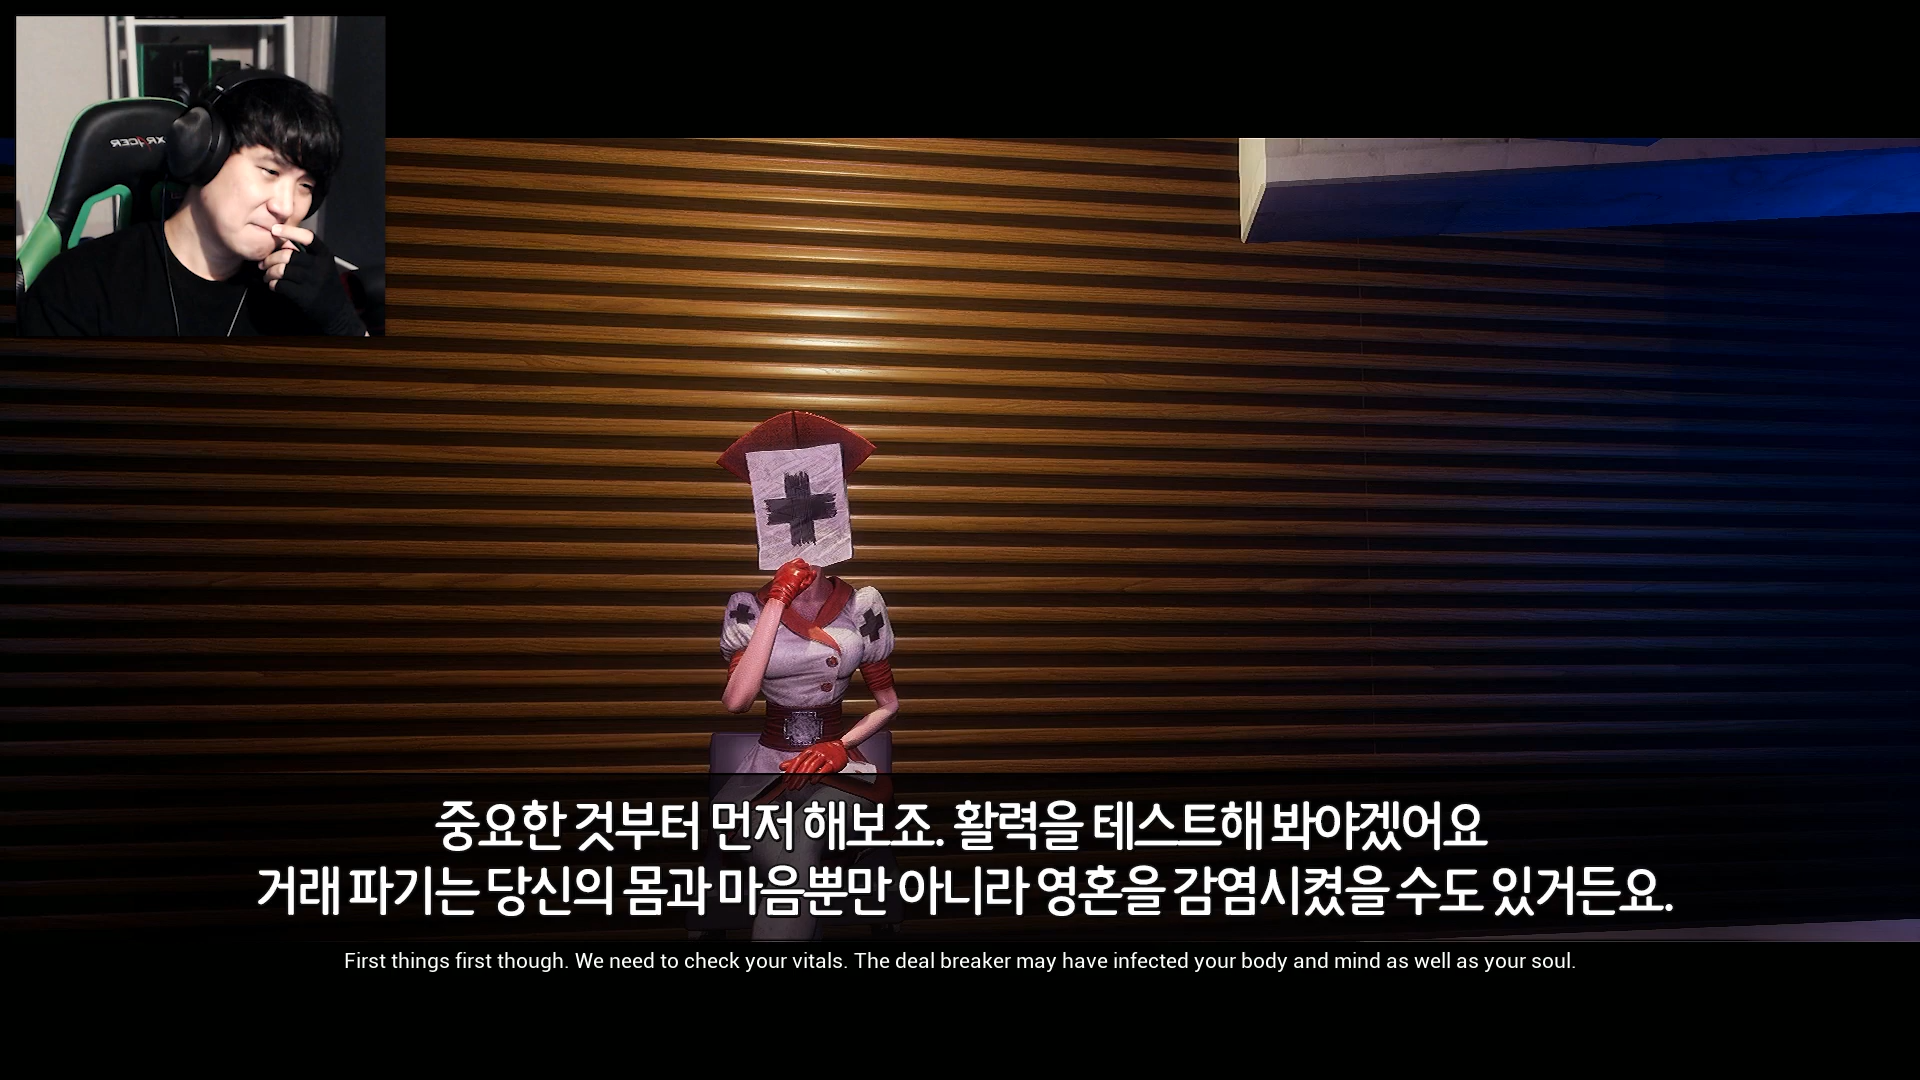 XRACER
중요한 것부터 먼저 해보죠. 활력을 테스트해 봐야겠어요
거래 파기는 당신의 몸과 마음뿐만 아니라 영혼을 감염시켰을 수도 있거든요.
First things first though. We need to check your vitals. The deal breaker may have infected your body and mind as well as your soul.